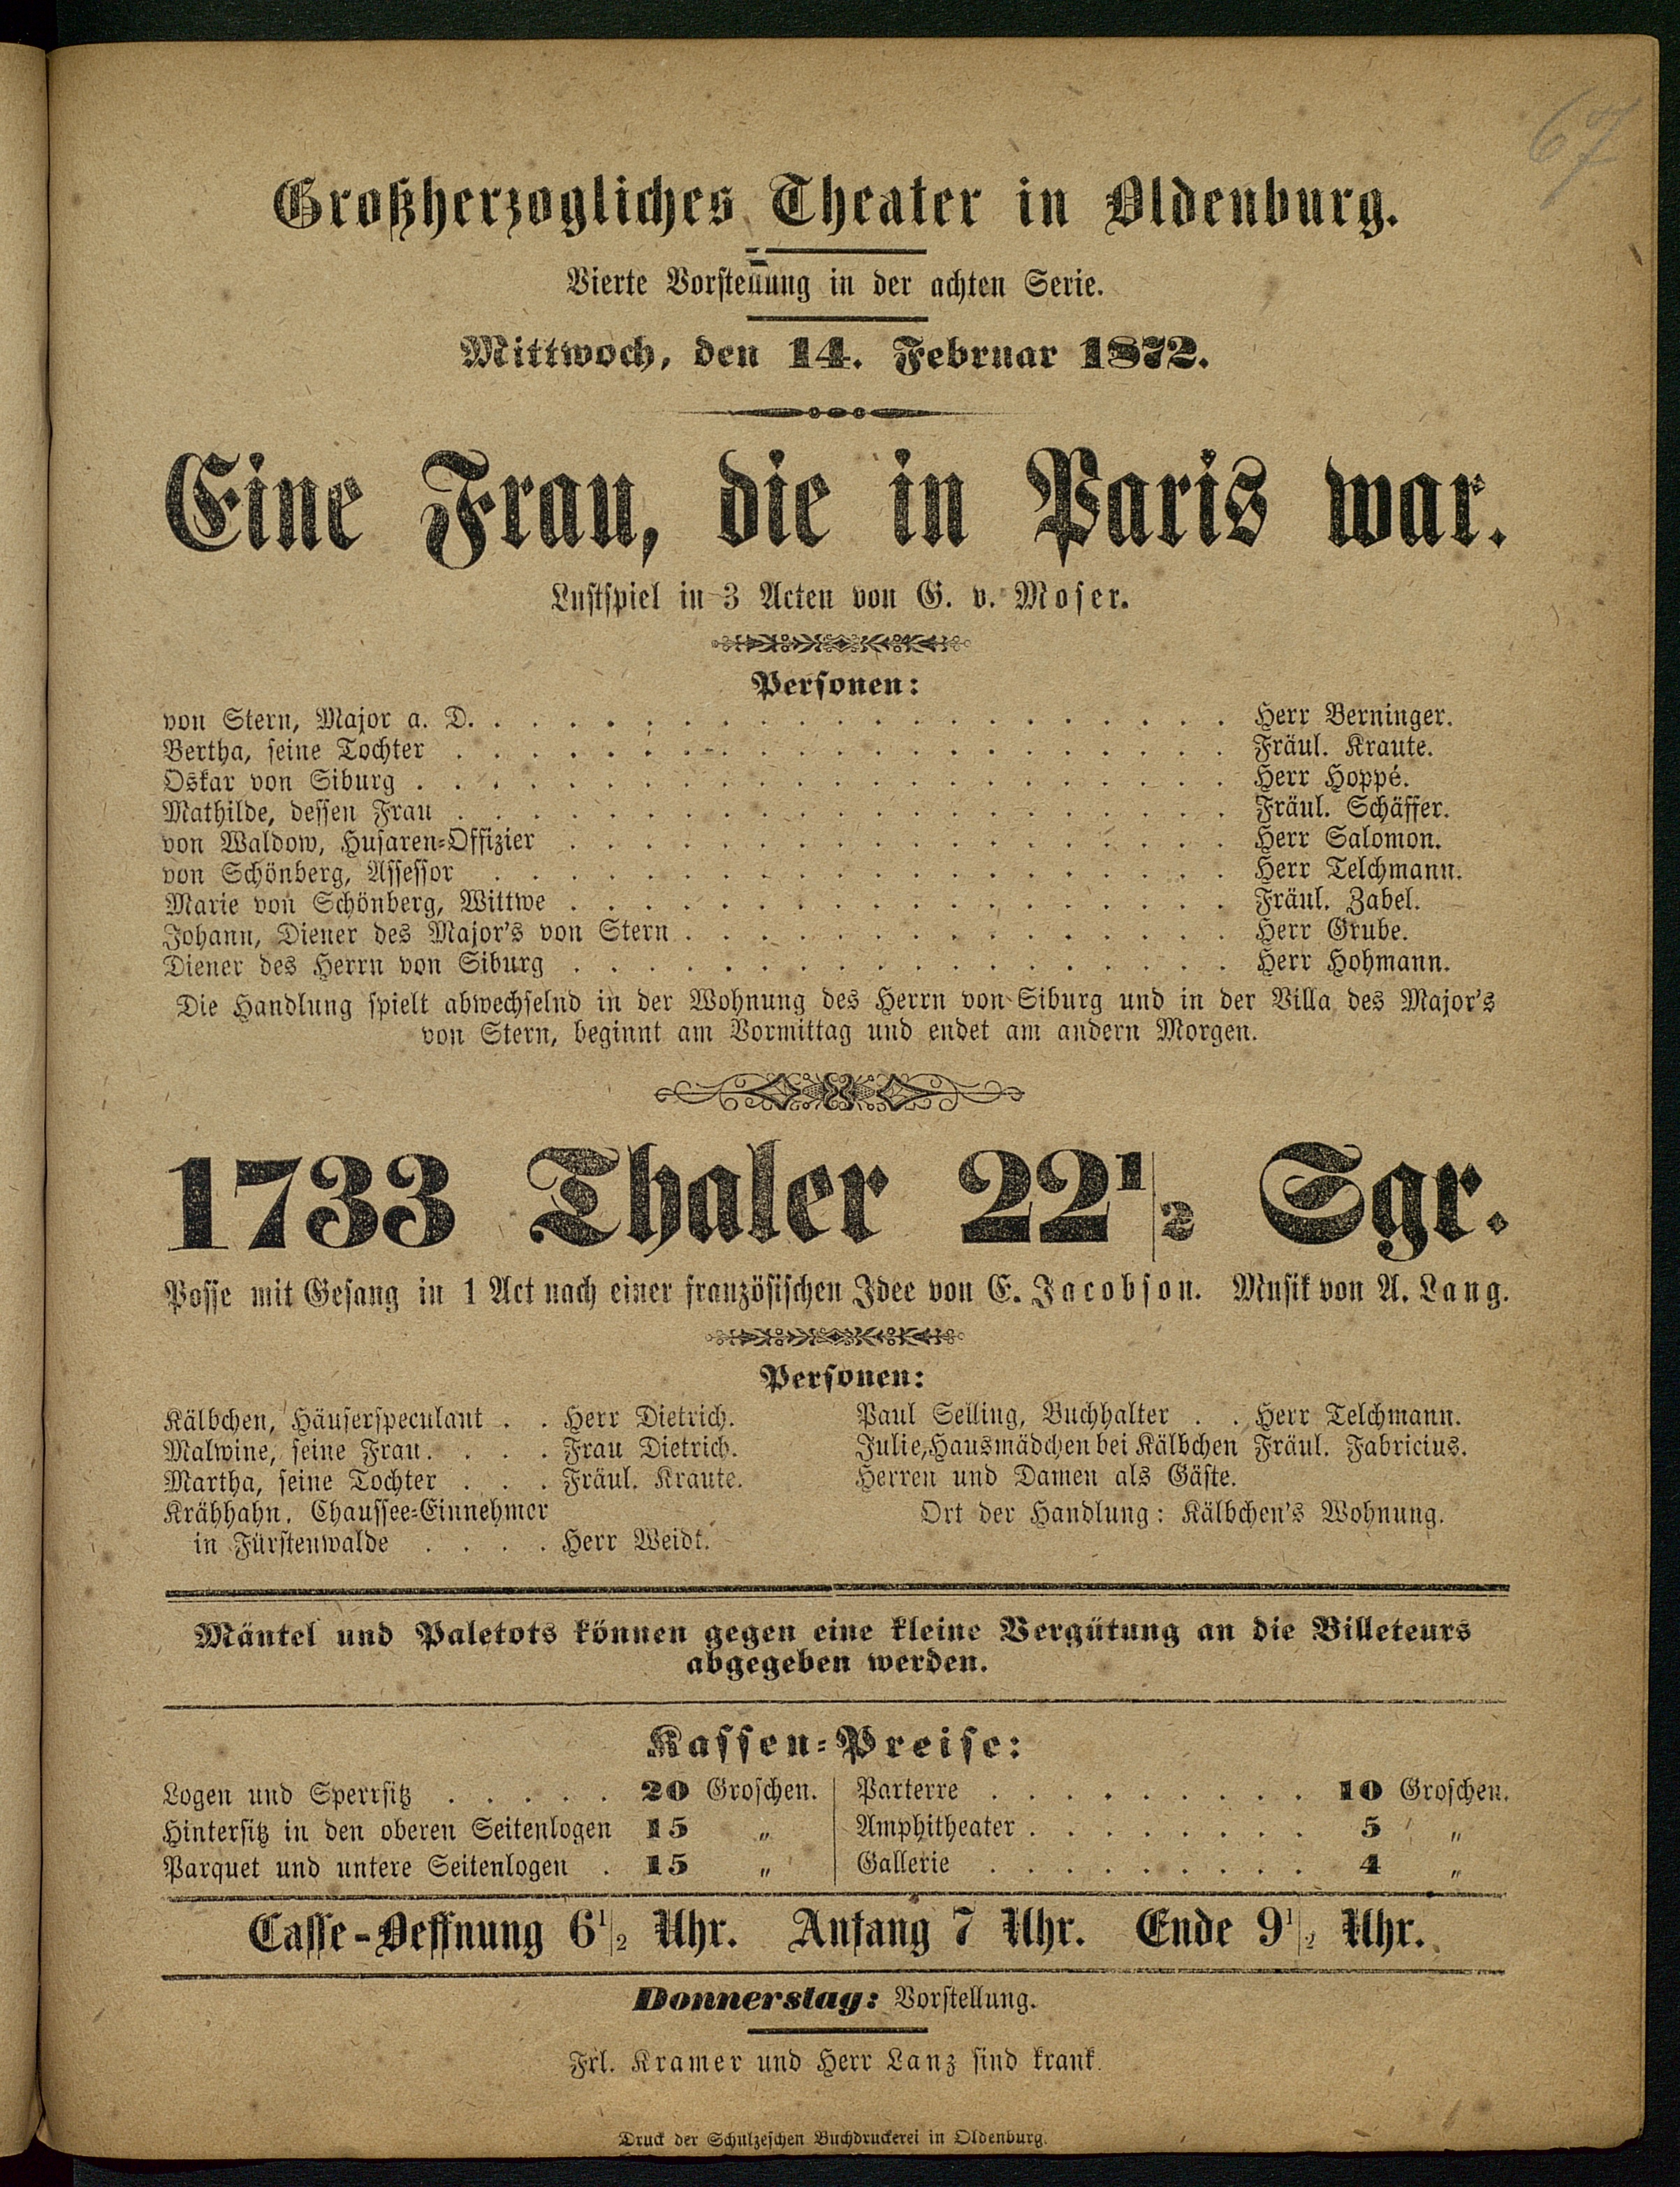 67
Großherzogliches Theater in Oldenburg.
Vierte Vorstellung in der achten Serie.
Mittwoch, den 14. Februar 1872.
Eine Frau, die in Paris war.
Lustspiel in 3 Acten von G. v. Moser.
Personen:
von Stern, Major a. D. . . . . . . . . . . . . . . . . . . . . Herr Berninger.
Bertha, seine Tochter . . . . . . . . . . . . . . . . . . . . . Fräul. Kraute.
Oskar von Siburg . . . . . . . . . . . . . . . . . . . . . . Herr Hoppé.
Mathilde, dessen Frau . . . . . . . . . . . . . . . . . . . . . Fräul. Schäffer.
von Waldow, Husaren=Offizier . . . . . . . . . . . . . . . . . . Herr Salomon.
von Schönberg, Assessor . . . . . . . . . . . . . . . . . . . . Herr Telchmann.
Marie von Schönberg, Wittwe . . . . . . . . . . . . . . . . . . Fräul. Zabel.
Johann, Diener des Major's von Stern . . . . . . . . . . . . . . . Herr Grube.
Diener des Herrn von Siburg . . . . . . . . . . . . . . . . . . Herr Hohmann.
Die Handlung spielt abwechselnd in der Wohnung des Herrn von Siburg und in der Villa des Major's
von Stern, beginnt am Vormittag und endet am andern Morgen.
1733 Thaler 22 1/2 Sgr.
Posse mit Gesang in 1 Act nach einer französischen Idee von E. Jacobson. Musik von A. Lang.
Personen:
Kälbchen, Häuserspeculant . . Herr Dietrich.
Malwine, seine Frau. . . . Frau Dietrich.
Martha, seine Tochter . . . Fräul. Kraute.
Krähhahn, Chaussee=Einnehmer
in Fürstenwalde . . . . Herr Weidt.
Paul Selling, Buchhalter . . Herr Telchmann.
Julie, Hausmädchen bei Kälbchen Fräul. Fabricius.
Herren und Damen als Gäste.
Ort der Handlung: Kälbchen's Wohnung.
Mäntel und Paletots können gegen eine kleine Vergütung an die Billeteurs
abgegeben werden.
Kassen=Preise:
Logen und Sperrsitz . . . . . 20 Groschen.
Hintersitz in den oberen Seitenlogen 15 "
Parquet und untere Seitenlogen . 15 "
Parterre . . . . . . . . . 10 Groschen.
Amphitheater . . . . . . . . 5 "
Gallerie . . . . . . . . . 4 "
Casse-Oeffnung 6 1/2 Uhr. Anfang 7 Uhr. Ende 9 1/2 Uhr.
Donnerstag: Vorstellung.
Frl. Kramer und Herr Lanz sind krank.
Druck der Schulzeschen Buchdruckerei in Oldenburg.